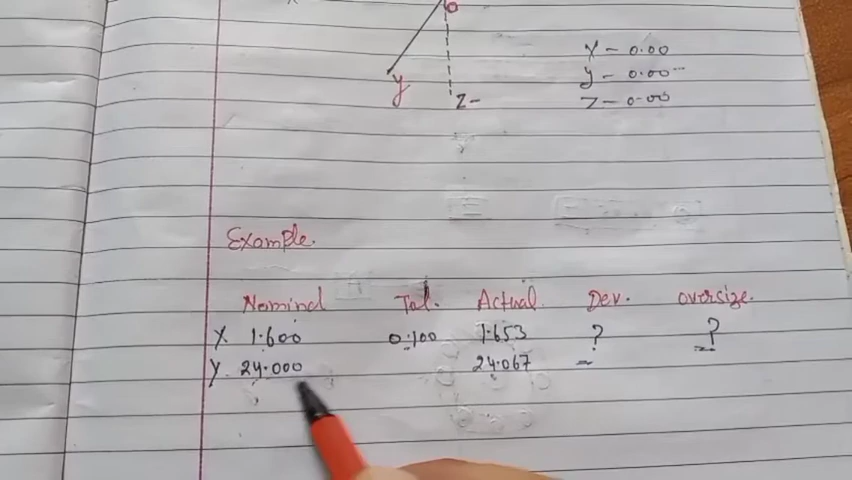 o
y
z-
X - 0.00
y - 0.00
z - 0.00
Example.
Nominal Tol. Actual. Dev. oversize.
X 1.600 0.100 1.653 ? ?
Y 24.000 24.067 ~